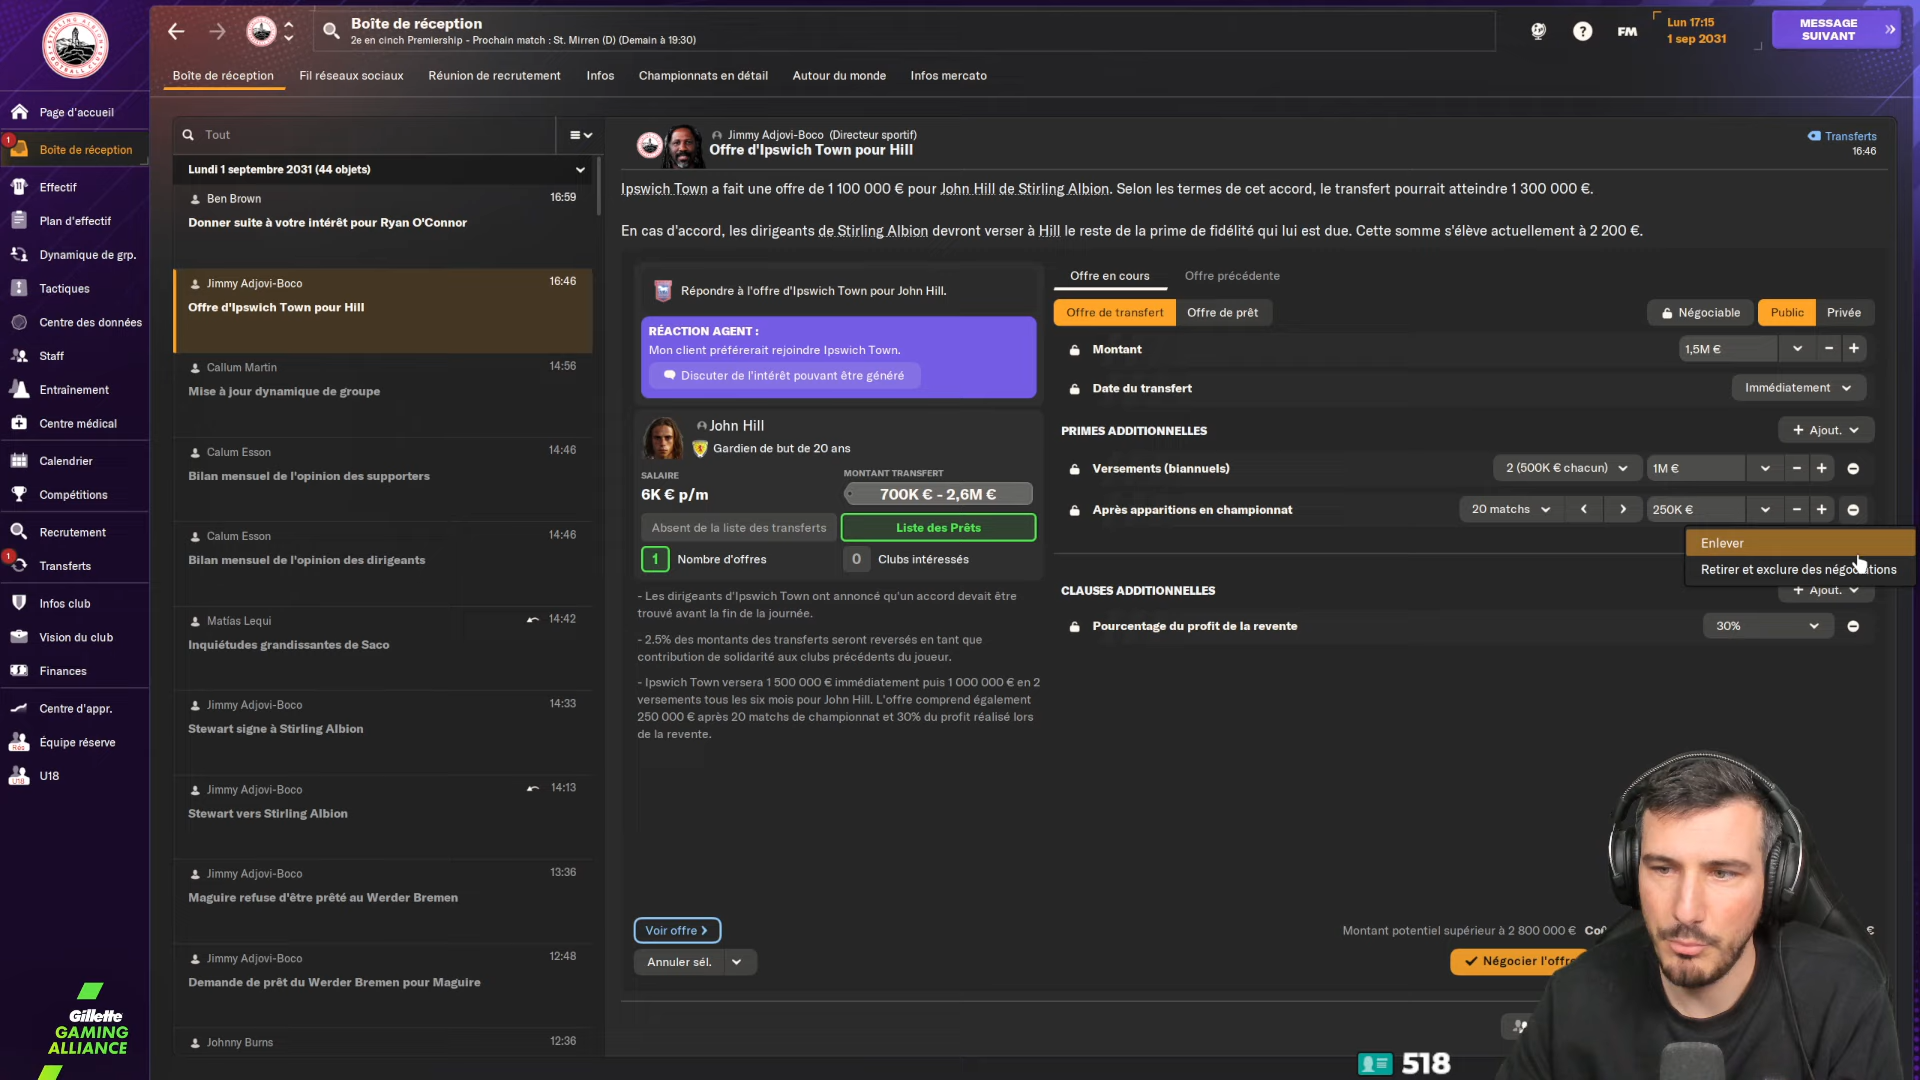 Boîte de réception
2e en cinch Premiership - Prochain match : St. Mirren (D) (Demain à 19:30)
FM
Lun 17:15
1 sep 2031
MESSAGE SUIVANT
Boîte de réception
Fil réseaux sociaux
Réunion de recrutement
Infos
Championnats en détail
Autour du monde
Infos mercato
Page d'accueil
1
Boîte de réception
Effectif
Plan d'effectif
Dynamique de grp.
Tactiques
Centre des données
Staff
Entraînement
Centre médical
Calendrier
Compétitions
Recrutement
1
Transferts
Infos club
Vision du club
Finances
Centre d'appr.
Équipe réserve
U18
Gillette
GAMING
ALLIANCE
Tout
Lundi 1 septembre 2031 (44 objets)
Ben Brown 16:59
Donner suite à votre intérêt pour Ryan O'Connor
Jimmy Adjovi-Boco 16:46
Offre d'Ipswich Town pour Hill
Callum Martin 14:56
Mise à jour dynamique de groupe
Calum Esson 14:46
Bilan mensuel de l'opinion des supporters
Calum Esson 14:46
Bilan mensuel de l'opinion des dirigeants
Matías Lequi 14:42
Inquiétudes grandissantes de Saco
Jimmy Adjovi-Boco 14:33
Stewart signe à Stirling Albion
Jimmy Adjovi-Boco 14:13
Stewart vers Stirling Albion
Jimmy Adjovi-Boco 13:36
Maguire refuse d'être prêté au Werder Bremen
Jimmy Adjovi-Boco 12:48
Demande de prêt du Werder Bremen pour Maguire
Johnny Burns 12:36
Jimmy Adjovi-Boco (Directeur sportif)
Offre d'Ipswich Town pour Hill
Transferts
16:46
Ipswich Town a fait une offre de 1 100 000 € pour John Hill de Stirling Albion. Selon les termes de cet accord, le transfert pourrait atteindre 1 300 000 €.
En cas d'accord, les dirigeants de Stirling Albion devront verser à Hill le reste de la prime de fidélité qui lui est due. Cette somme s'élève actuellement à 2 200 €.
Répondre à l'offre d'Ipswich Town pour John Hill.
RÉACTION AGENT :
Mon client préférerait rejoindre Ipswich Town.
Discuter de l'intérêt pouvant être généré
John Hill
Gardien de but de 20 ans
SALAIRE
6K € p/m
MONTANT TRANSFERT
700K € - 2,6M €
Absent de la liste des transferts
Liste des Prêts
1 Nombre d'offres
0 Clubs intéressés
- Les dirigeants d'Ipswich Town ont annoncé qu'un accord devait être
trouvé avant la fin de la journée.
- 2.5% des montants des transferts seront reversés en tant que
contribution de solidarité aux clubs précédents du joueur.
- Ipswich Town versera 1 500 000 € immédiatement puis 1 000 000 € en 2
versements tous les six mois pour John Hill. L'offre comprend également
250 000 € après 20 matchs de championnat et 30% du profit réalisé lors
de la revente.
Voir offre
Annuler sél.
Offre en cours
Offre précédente
Offre de transfert
Offre de prêt
Négociable
Public
Privée
Montant 1,5M € − +
Date du transfert Immédiatement
PRIMES ADDITIONNELLES + Ajout.
Versements (biannuels) 2 (500K € chacun) 1M € − +
Après apparitions en championnat 20 matchs 250K € − +
Enlever
Retirer et exclure des négociations
CLAUSES ADDITIONNELLES + Ajout.
Pourcentage du profit de la revente 30%
Montant potentiel supérieur à 2 800 000 €
€
Négocier l'offre
518